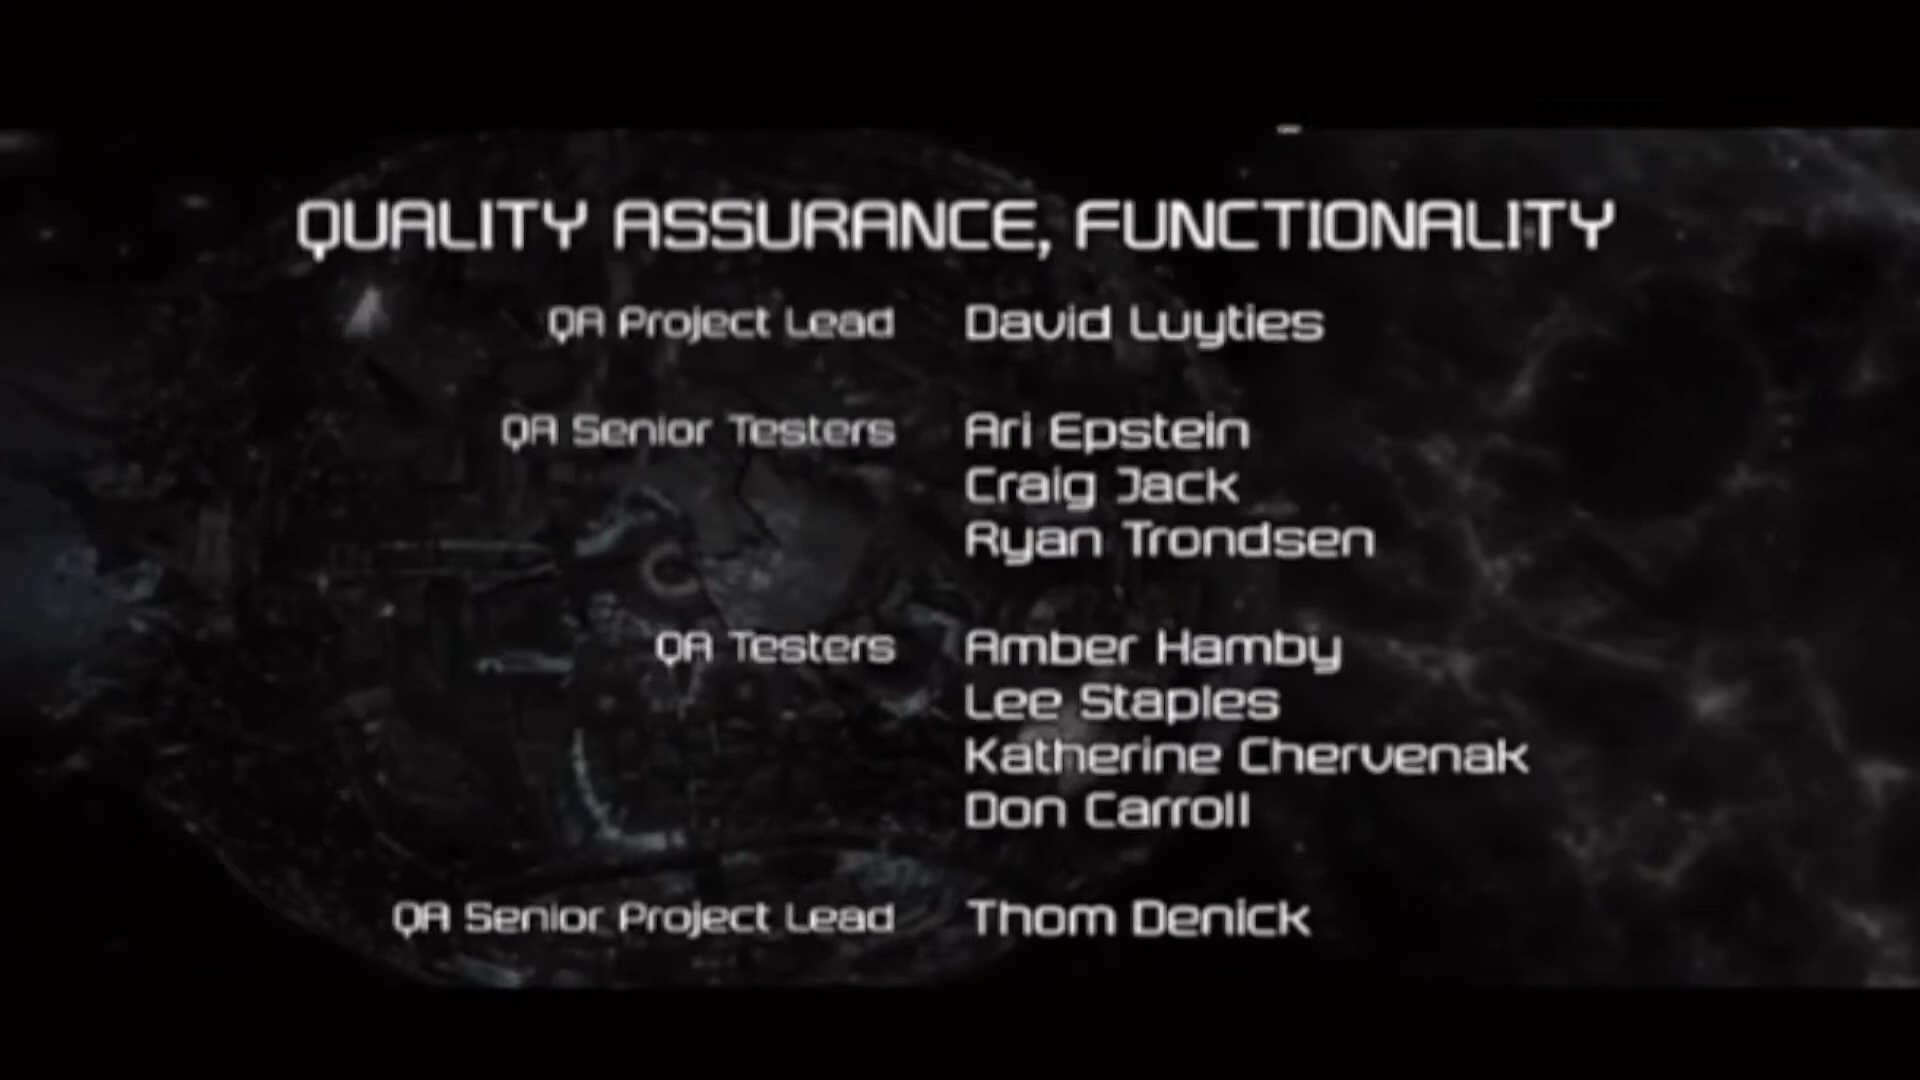 QUALITY ASSURANCE, FUNCTIONALITY
QA Project Lead David Luyties
QA Senior Testers Ari Epstein
Craig Jack
Ryan Trondsen
QA Testers Amber Hamby
Lee Staples
Katherine Chervenak
Don Carroll
QA Senior Project Lead Thom Denick